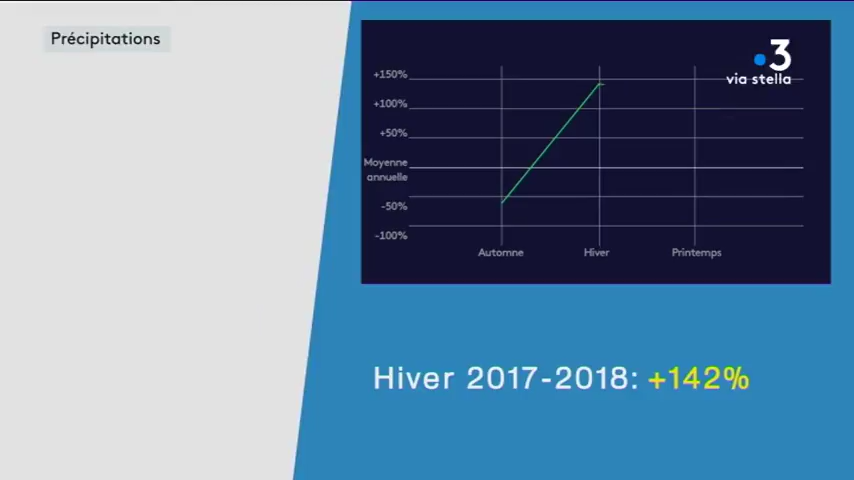 Précipitations
3
via stella
+150%
+100%
+50%
Moyenne
annuelle
-50%
-100%
Automne
Hiver
Printemps
Hiver 2017-2018: +142%